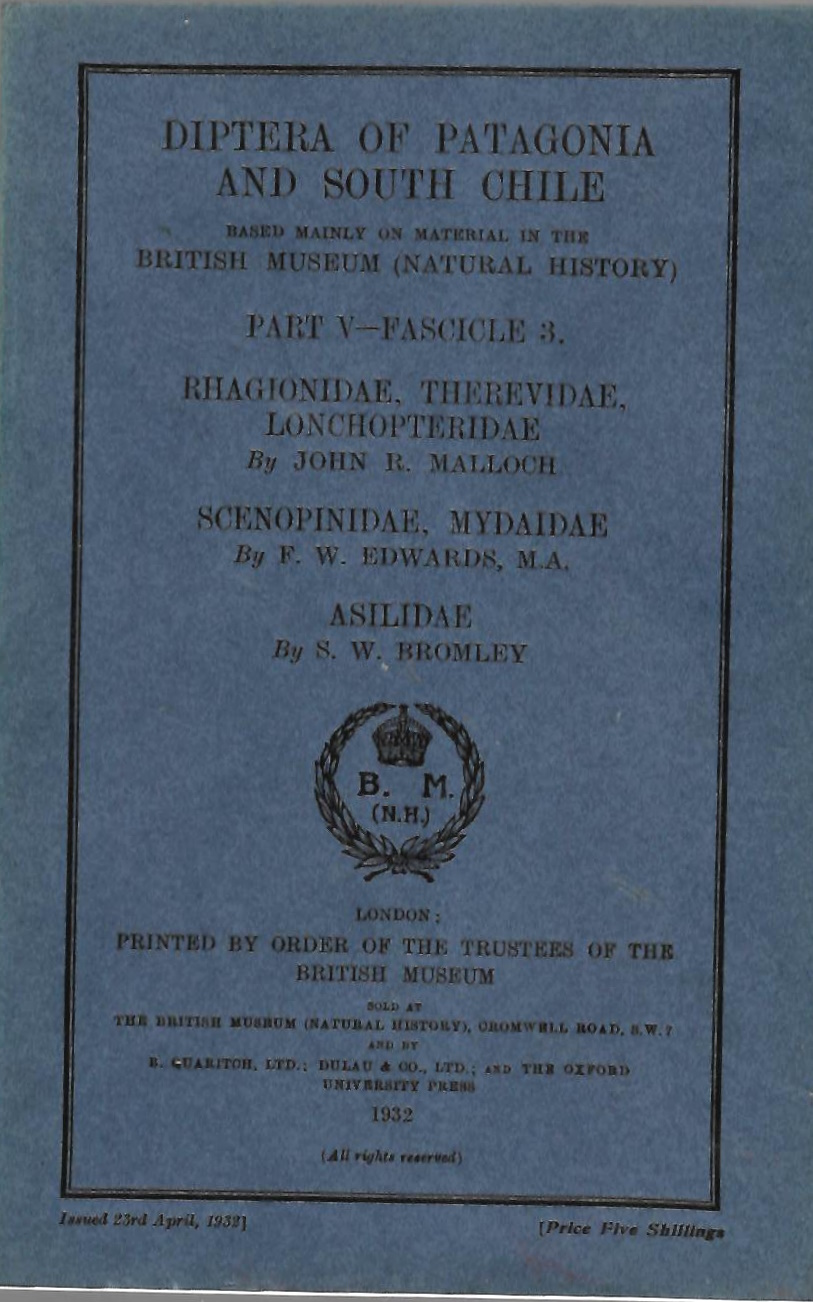 DIPTERA OF PATAGONIA
AND SOUTH CHILE
BASED MAINLY ON MATERIAL IN THE
BRITISH MUSEUM (NATURAL HISTORY)
PART V—FASCICLE 3.
RHAGIONIDAE, THEREVIDAE,
LONCHOPTERIDAE
By JOHN R. MALLOCH
SCENOPINIDAE, MYDAIDAE
By F. W. EDWARDS, M.A.
ASILIDAE
By S. W. BROMLEY
B. M.
(N.H.)
LONDON:
PRINTED BY ORDER OF THE TRUSTEES OF THE
BRITISH MUSEUM
SOLD AT
THE BRITISH MUSEUM (NATURAL HISTORY), CROMWELL ROAD, S.W.7
AND BY
B. QUARITCH, LTD.; DULAU & CO., LTD.; AND THE OXFORD
UNIVERSITY PRESS
1932
(All rights reserved)
Issued 23rd April, 1932]
[Price Five Shillings